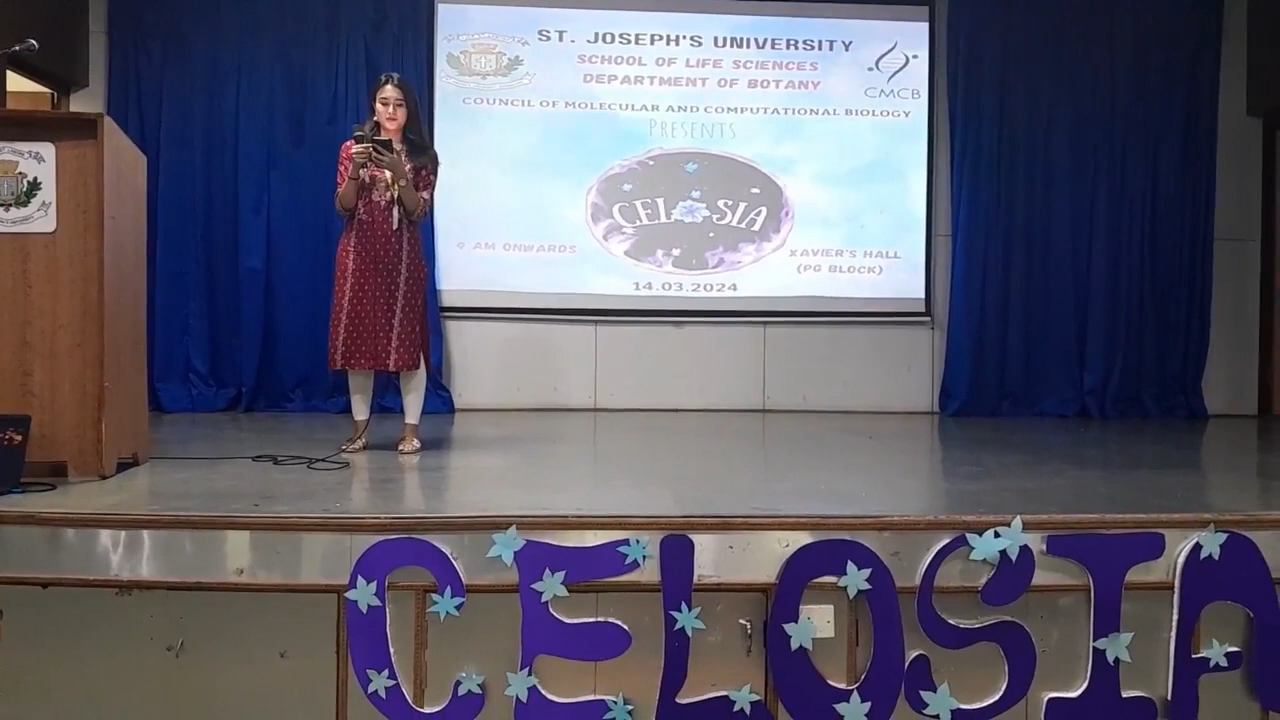 ST. JOSEPH'S UNIVERSITY
SCHOOL OF LIFE SCIENCES
DEPARTMENT OF BOTANY
CMCB
COUNCIL OF MOLECULAR AND COMPUTATIONAL BIOLOGY
PRESENTS
CELOSIA
9 AM ONWARDS
XAVIER'S HALL
(PG BLOCK)
14.03.2024
CELOSIA